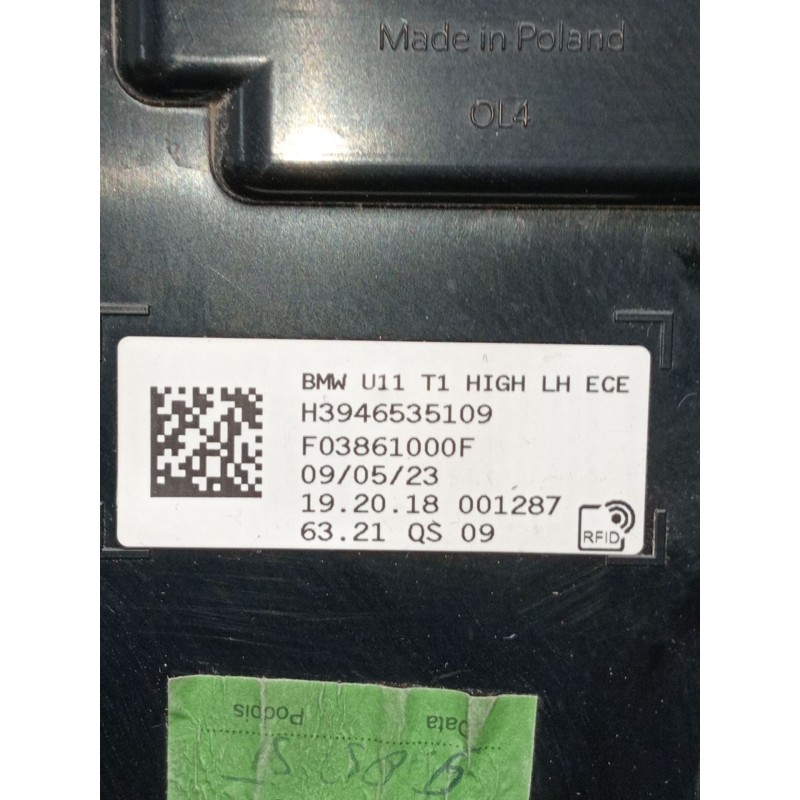 Made in Poland
OL4
BMW U11 T1 HIGH LH ECE
H3946535109
F03861000F
09/05/23
19.20.18 001287
63.21 QS 09
RFID
Data
Podpis